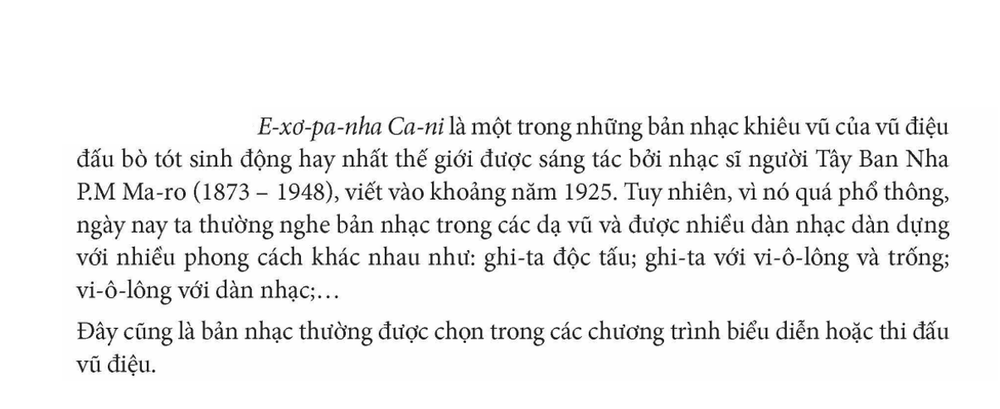 E-xơ-pa-nha Ca-ni là một trong những bản nhạc khiêu vũ của vũ điệu
đấu bò tót sinh động hay nhất thế giới được sáng tác bởi nhạc sĩ người Tây Ban Nha
P.M Ma-ro (1873 – 1948), viết vào khoảng năm 1925. Tuy nhiên, vì nó quá phổ thông,
ngày nay ta thường nghe bản nhạc trong các dạ vũ và được nhiều dàn nhạc dàn dựng
với nhiều phong cách khác nhau như: ghi-ta độc tấu; ghi-ta với vi-ô-lông và trống;
vi-ô-lông với dàn nhạc;…
Đây cũng là bản nhạc thường được chọn trong các chương trình biểu diễn hoặc thi đấu
vũ điệu.